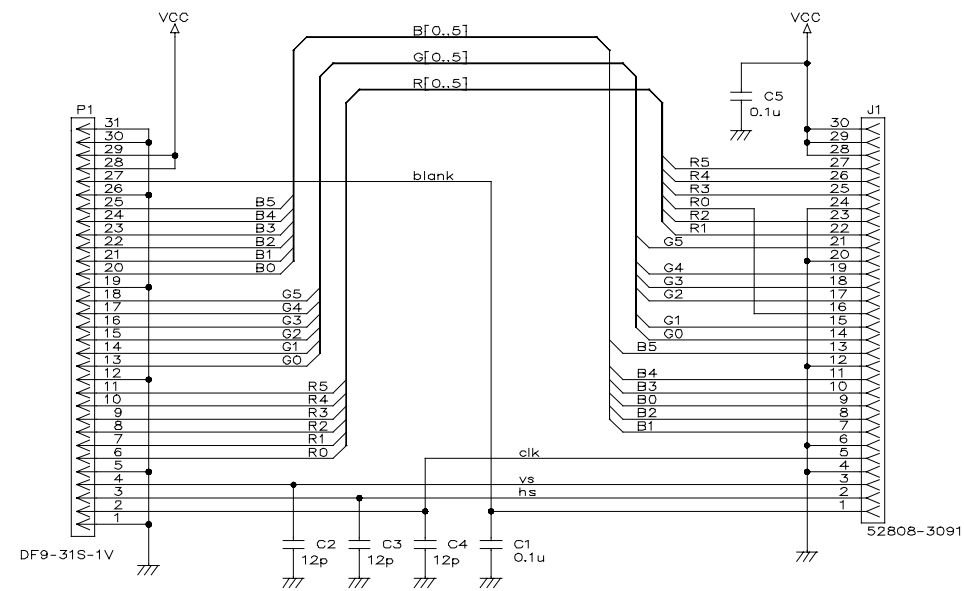 VCC
VCC
B[0..5]
G[0..5]
R[0..5]
C5
0.1u
P1
J1
31
30
29
28
27
26
25
24
23
22
21
20
19
18
17
16
15
14
13
12
11
10
9
8
7
6
5
4
3
2
1
B5
B4
B3
B2
B1
B0
G5
G4
G3
G2
G1
G0
R5
R4
R3
R2
R1
R0
blank
clk
vs
hs
R5
R4
R3
R0
R2
R1
G5
G4
G3
G2
G1
G0
B5
B4
B3
B0
B2
B1
30
29
28
27
26
25
24
23
22
21
20
19
18
17
16
15
14
13
12
11
10
9
8
7
6
5
4
3
2
1
DF9-31S-1V
52808-3091
C2
12p
C3
12p
C4
12p
C1
0.1u